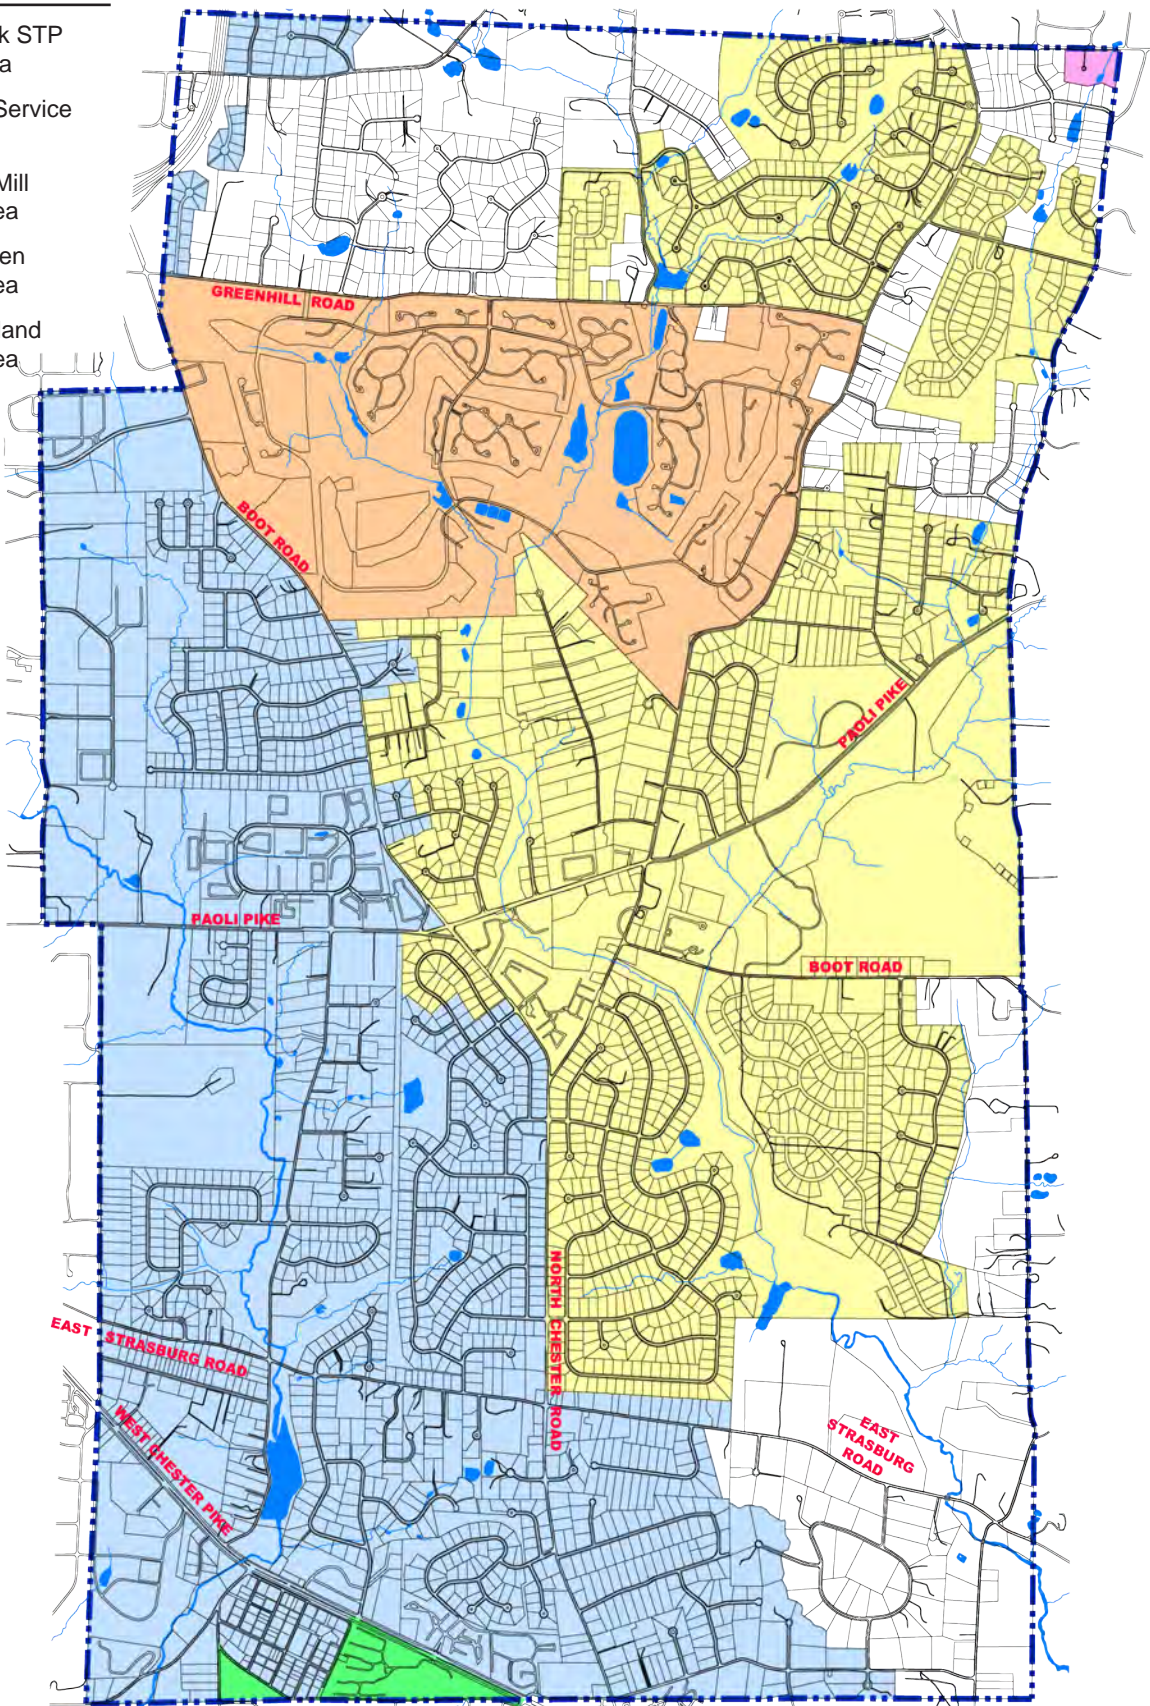 k STP
a
Service
Mill
ea
en
ea
and
ea
GREENHILL ROAD
BOOT ROAD
PAOLI PIKE
PAOLI PIKE
BOOT ROAD
NORTH CHESTER ROAD
EAST STRASBURG ROAD
WEST CHESTER PIKE
EAST
STRASBURG
ROAD